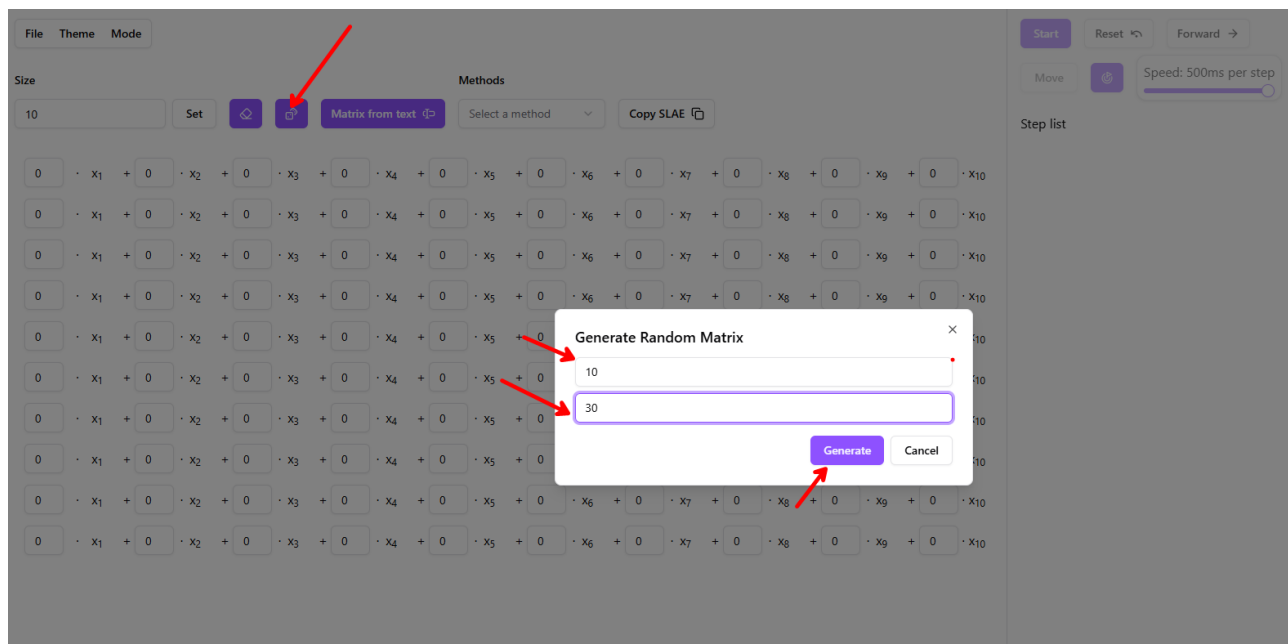 File Theme Mode
Start Reset Forward
Size
Methods
Move
Speed: 500ms per step
10 Set Matrix from text Select a method Copy SLAE
Step list
0 · x₁ + 0 · x₂ + 0 · x₃ + 0 · x₄ + 0 · x₅ + 0 · x₆ + 0 · x₇ + 0 · x₈ + 0 · x₉ + 0 · x₁₀
0 · x₁ + 0 · x₂ + 0 · x₃ + 0 · x₄ + 0 · x₅ + 0 · x₆ + 0 · x₇ + 0 · x₈ + 0 · x₉ + 0 · x₁₀
0 · x₁ + 0 · x₂ + 0 · x₃ + 0 · x₄ + 0 · x₅ + 0 · x₆ + 0 · x₇ + 0 · x₈ + 0 · x₉ + 0 · x₁₀
0 · x₁ + 0 · x₂ + 0 · x₃ + 0 · x₄ + 0 · x₅ + 0 · x₆ + 0 · x₇ + 0 · x₈ + 0 · x₉ + 0 · x₁₀
0 · x₁ + 0 · x₂ + 0 · x₃ + 0 · x₄ + 0 · x₅ + 0
0 · x₁ + 0 · x₂ + 0 · x₃ + 0 · x₄ + 0 · x₅ + 0
0 · x₁ + 0 · x₂ + 0 · x₃ + 0 · x₄ + 0 · x₅ + 0
0 · x₁ + 0 · x₂ + 0 · x₃ + 0 · x₄ + 0 · x₅ + 0
0 · x₁ + 0 · x₂ + 0 · x₃ + 0 · x₄ + 0 · x₅ + 0 · x₆ + 0 · x₇ + 0 · x₈ + 0 · x₉ + 0 · x₁₀
0 · x₁ + 0 · x₂ + 0 · x₃ + 0 · x₄ + 0 · x₅ + 0 · x₆ + 0 · x₇ + 0 · x₈ + 0 · x₉ + 0 · x₁₀
Generate Random Matrix
10
30
Generate Cancel